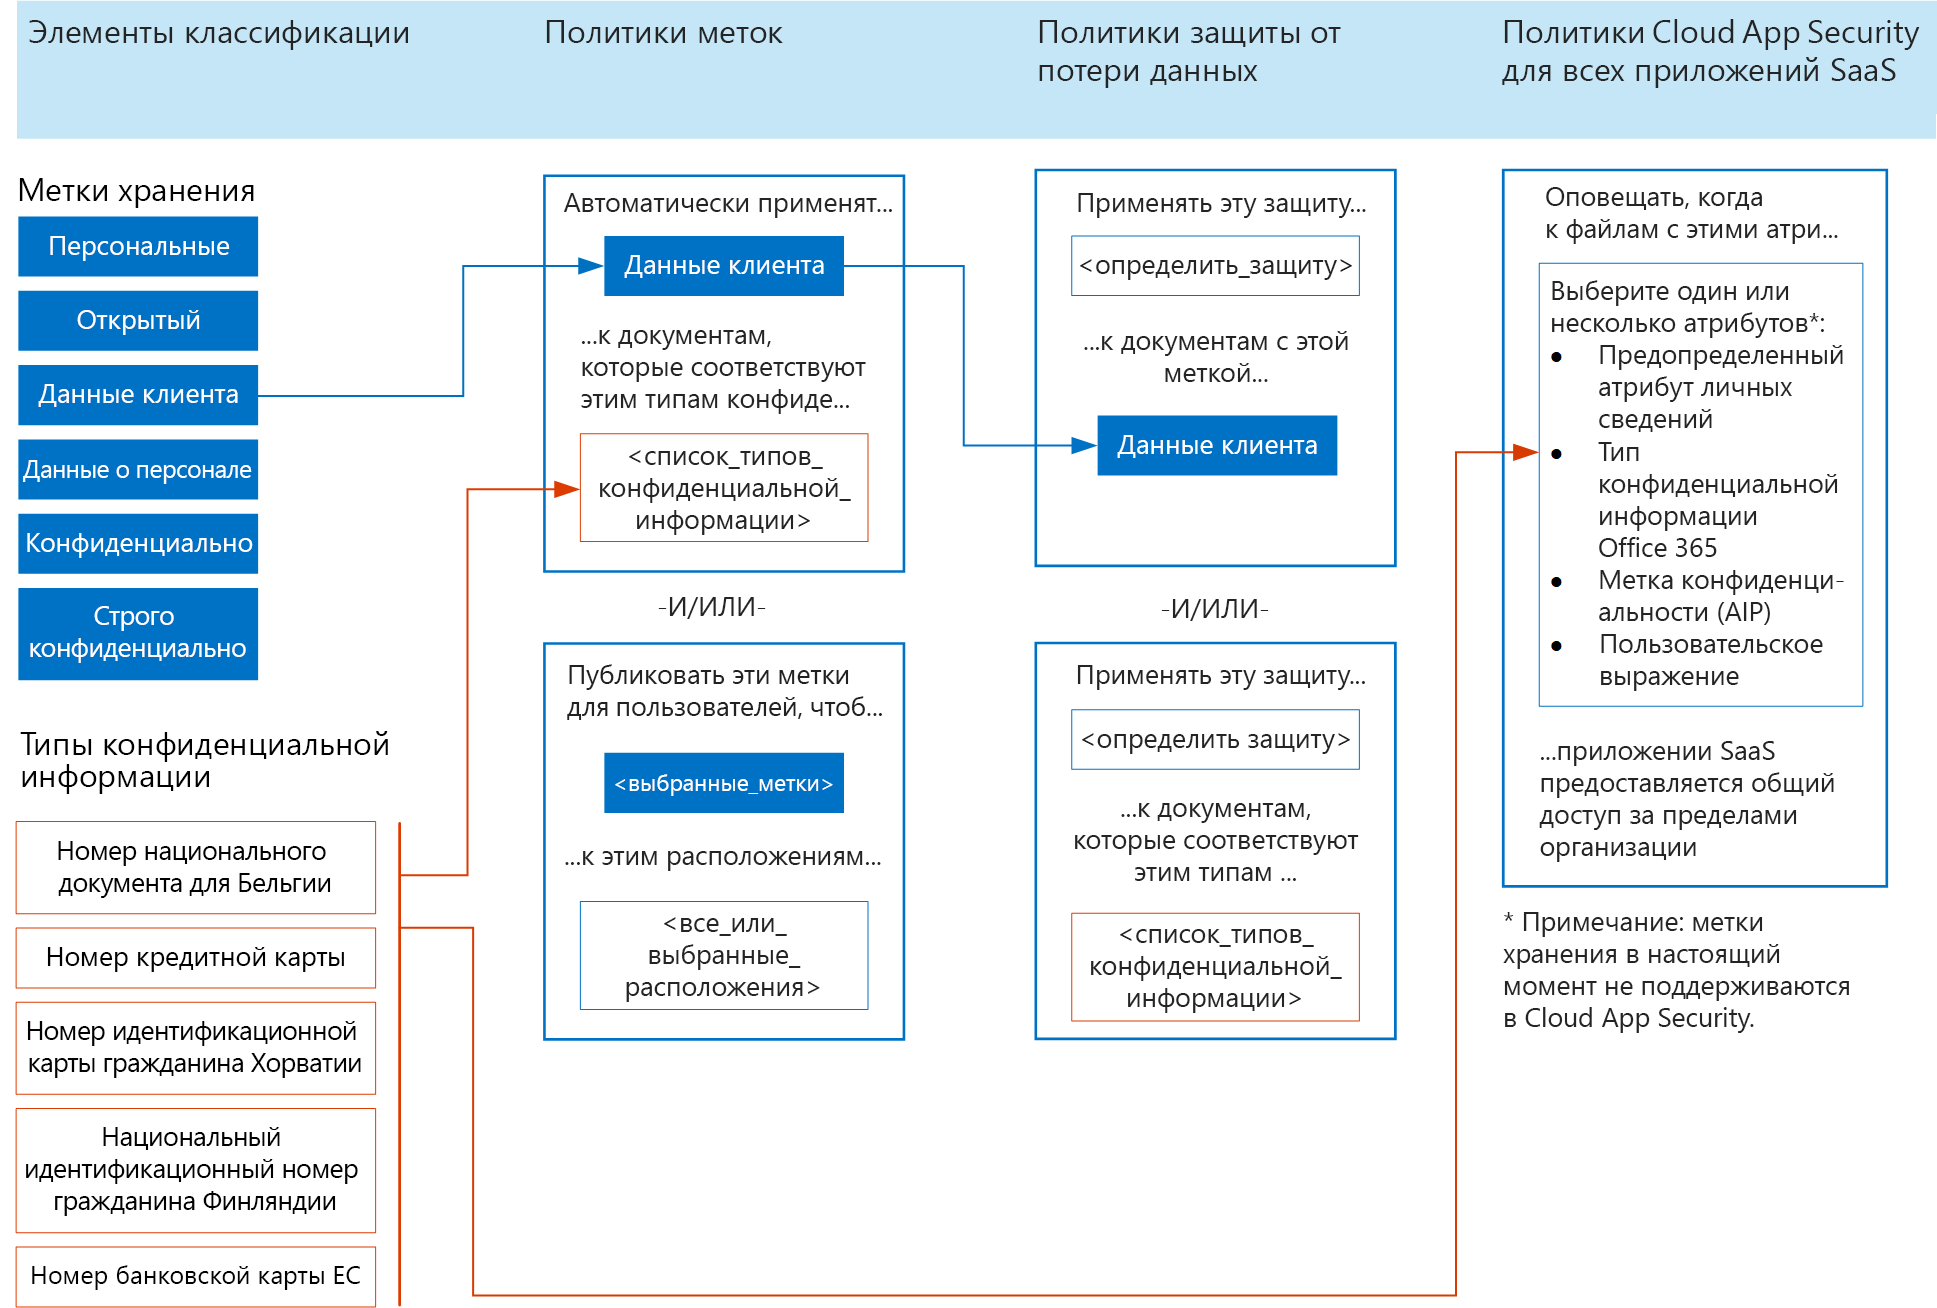 Элементы классификации
Политики меток
Политики защиты от
потери данных
Политики Cloud App Security
для всех приложений SaaS
Метки хранения
Персональные
Открытый
Данные клиента
Данные о персонале
Конфиденциально
Строго
конфиденциально
Типы конфиденциальной
информации
Номер национального
документа для Бельгии
Номер кредитной карты
Номер идентификационной
карты гражданина Хорватии
Национальный
идентификационный номер
гражданина Финляндии
Номер банковской карты ЕС
Автоматически применят...
Данные клиента
...к документам,
которые соответствуют
этим типам конфиде...
<список_типов_
конфиденциальной_
информации>
-И/ИЛИ-
Публиковать эти метки
для пользователей, чтоб...
<выбранные_метки>
...к этим расположениям...
<все_или_
выбранные_
расположения>
Применять эту защиту...
<определить_защиту>
...к документам с этой
меткой...
Данные клиента
-И/ИЛИ-
Применять эту защиту...
<определить защиту>
...к документам,
которые соответствуют
этим типам ...
<список_типов_
конфиденциальной_
информации>
Оповещать, когда
к файлам с этими атри...
Выберите один или
несколько атрибутов*:
● Предопределенный
атрибут личных
сведений
● Тип
конфиденциальной
информации
Office 365
● Метка конфиденци-
альности (AIP)
● Пользовательское
выражение
...приложении SaaS
предоставляется общий
доступ за пределами
организации
* Примечание: метки
хранения в настоящий
момент не поддерживаются
в Cloud App Security.